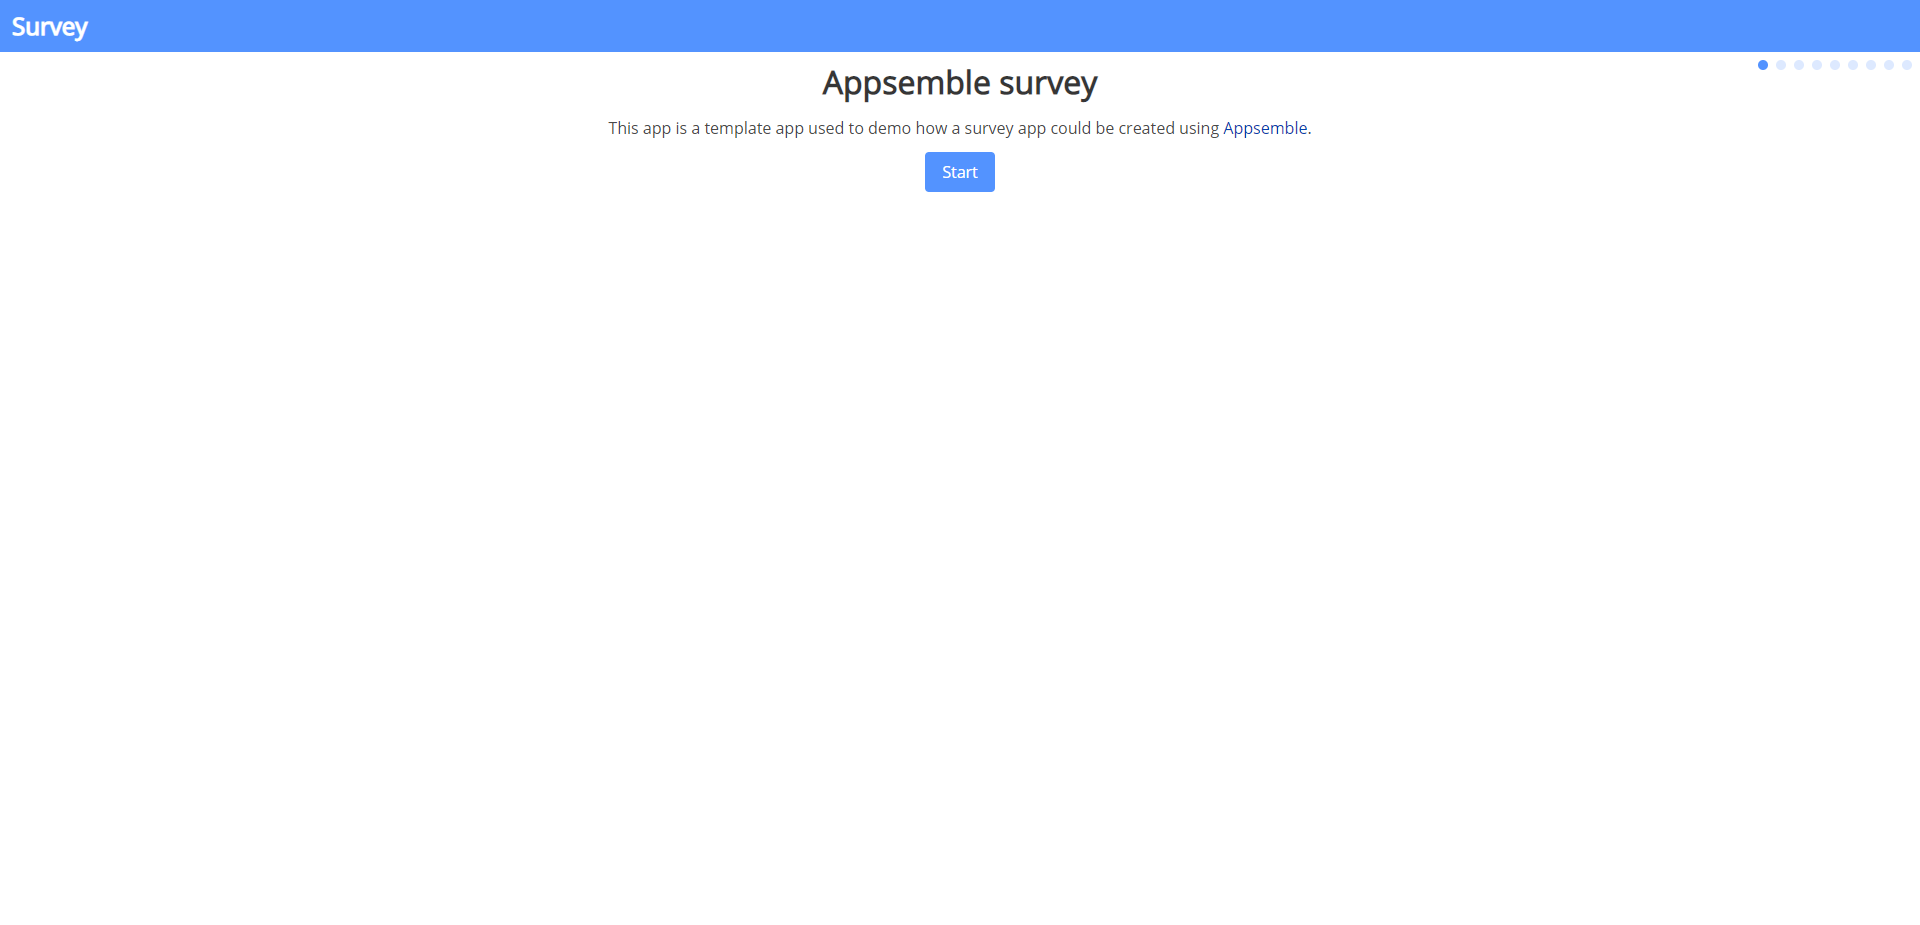 Survey
Appsemble survey
This app is a template app used to demo how a survey app could be created using Appsemble.
Start